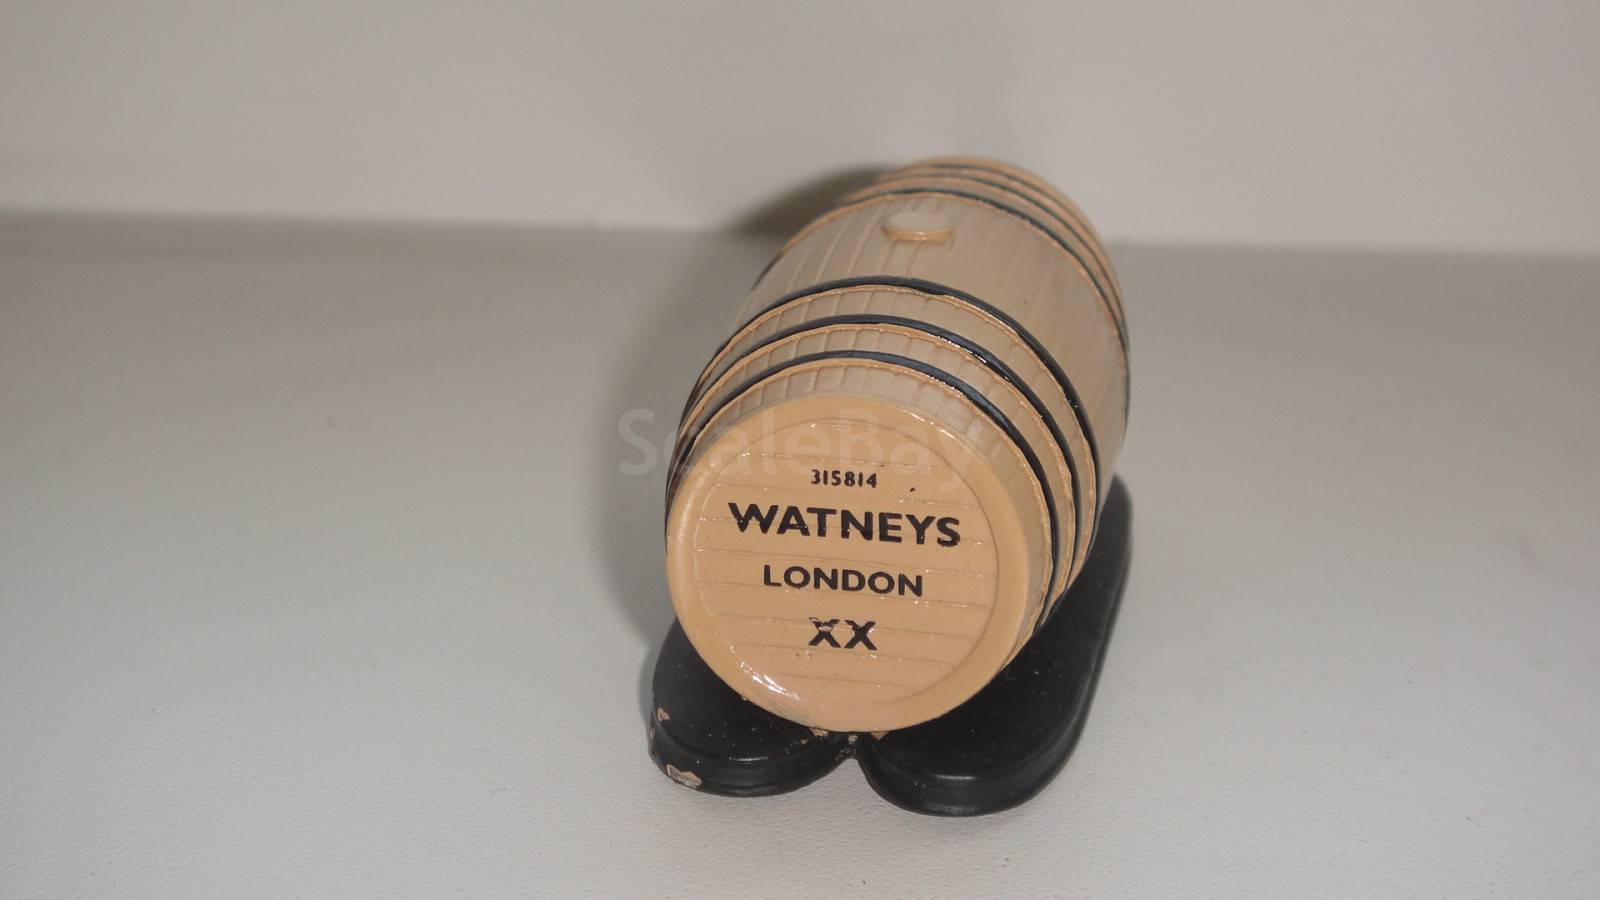 ScaleBay
315814
WATNEYS
LONDON
XX